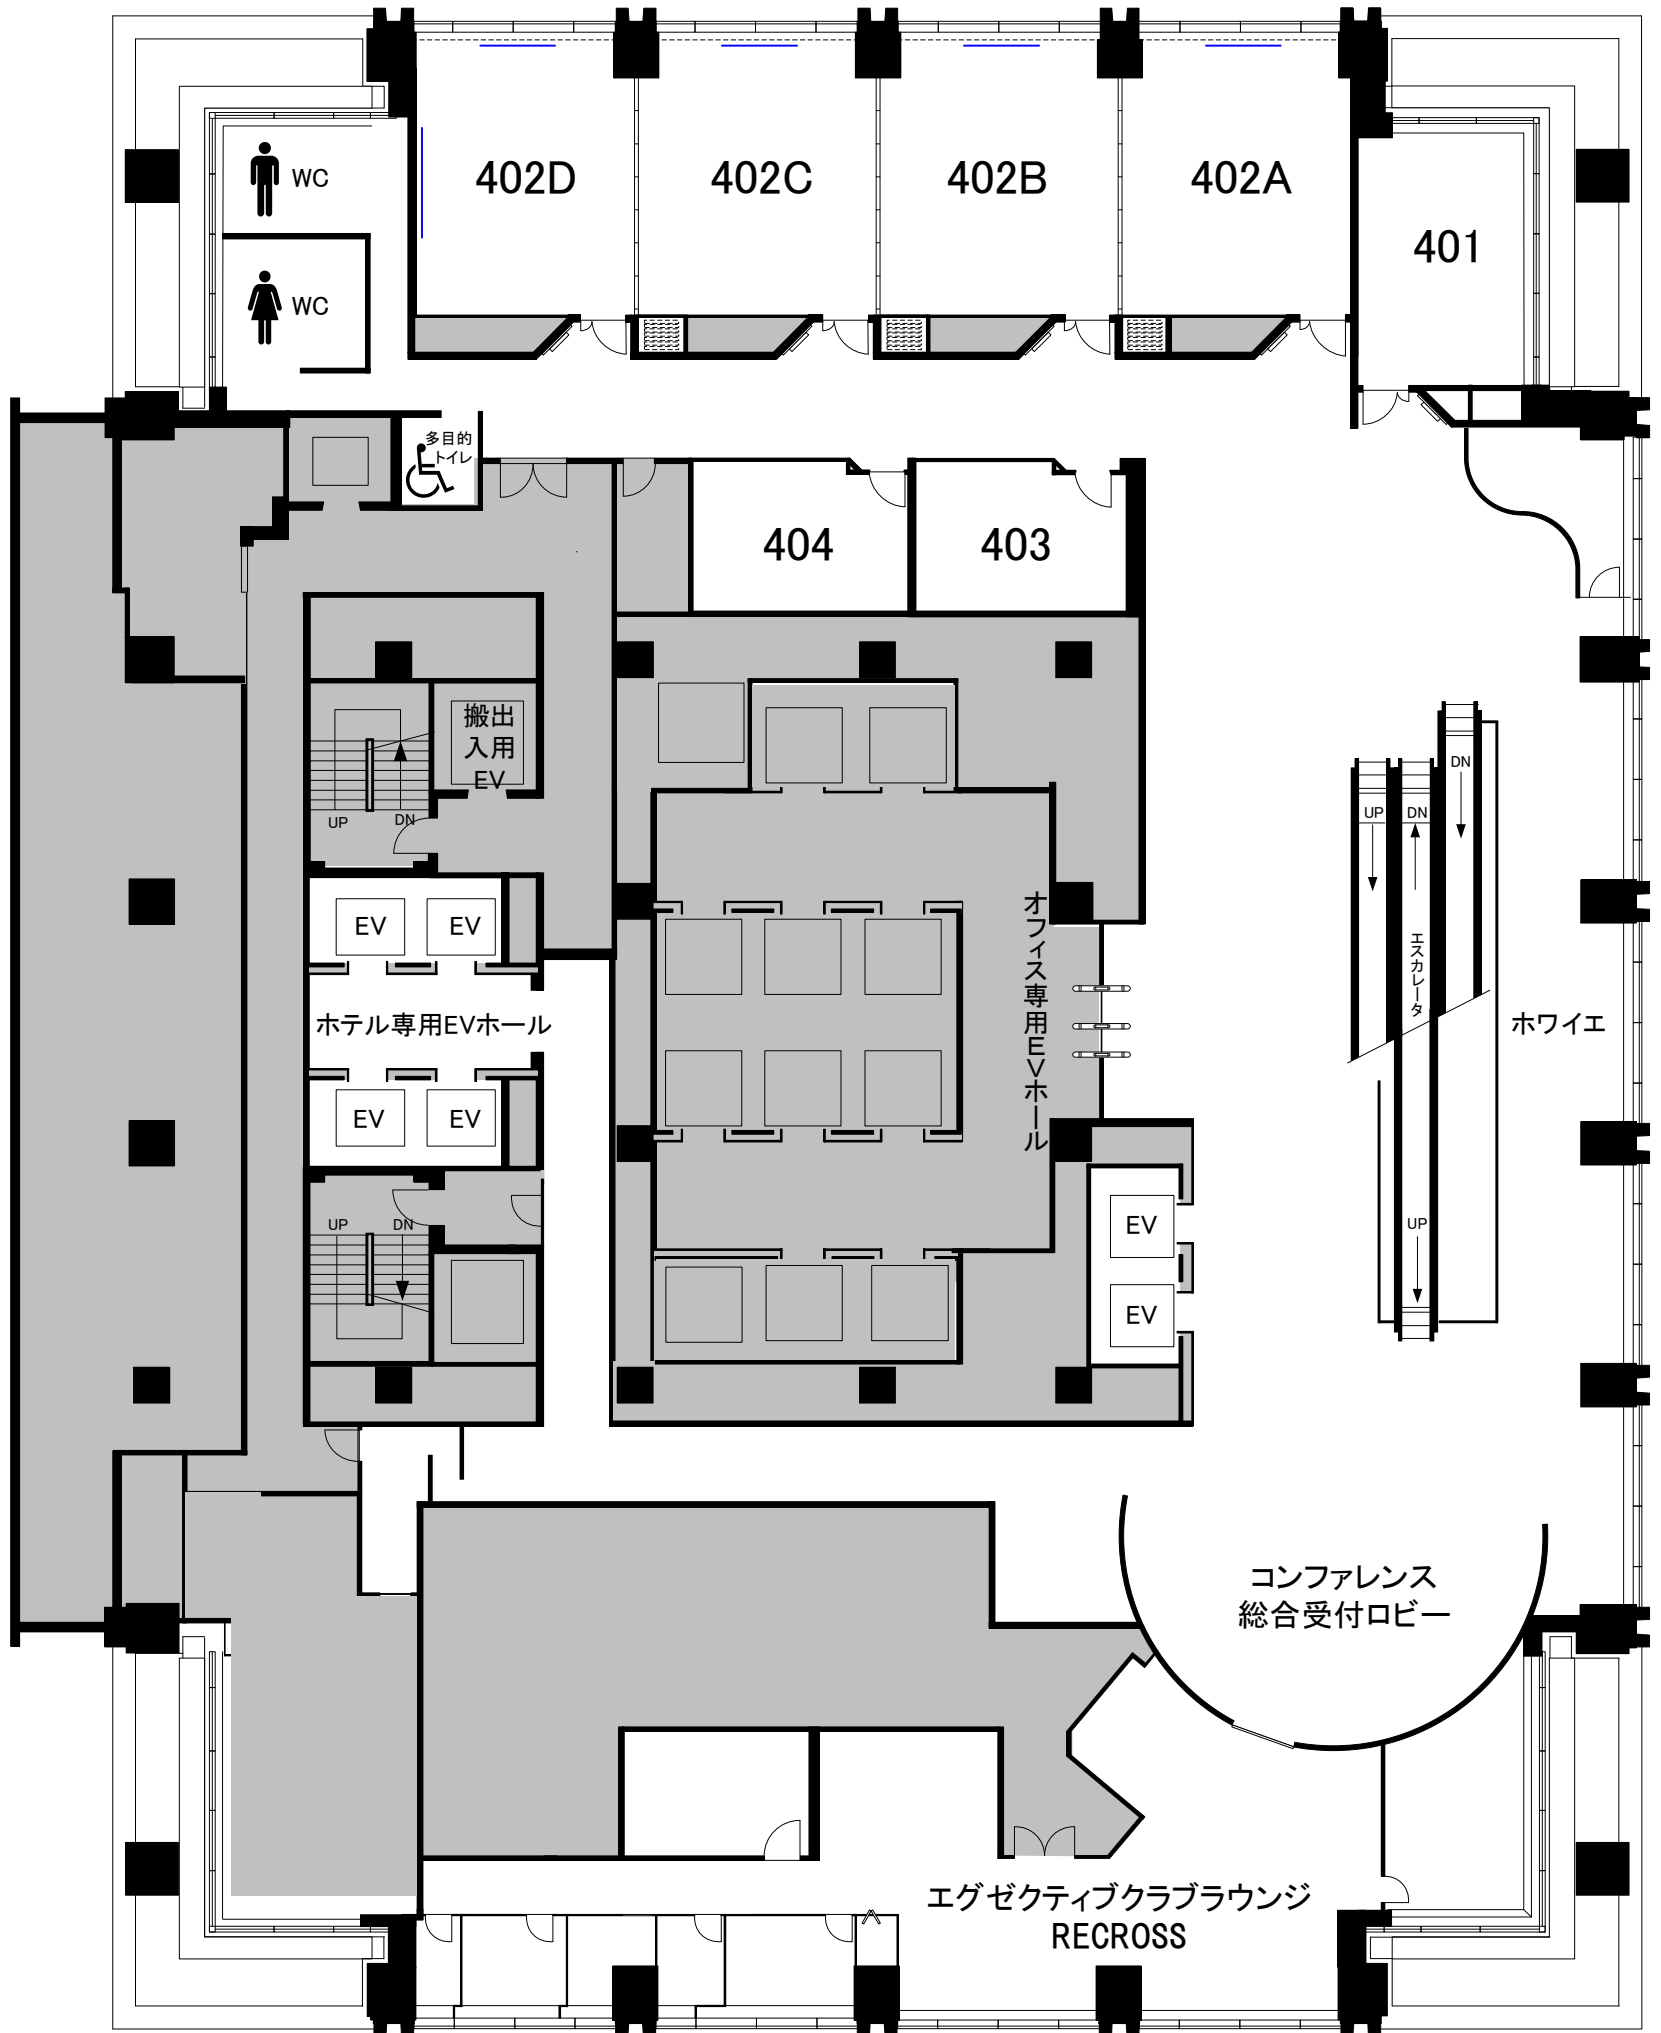 402D
402C
402B
402A
401
WC
WC
多目的
トイレ
404
403
搬出
入用
EV
UP
DN
EV
EV
ホテル専用EVホール
EV
EV
UP
DN
オフィス専用EVホール
EV
EV
DN
UP
DN
エスカレータ
UP
ホワイエ
コンファレンス
総合受付ロビー
エグゼクティブクラブラウンジ
RECROSS